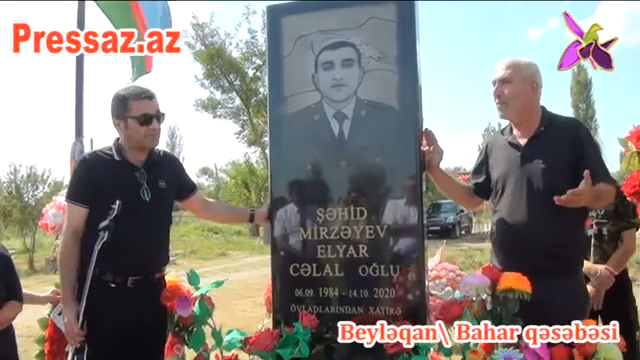 Pressaz.az
ŞƏHİD
MİRZƏYEV
ELYAR
CƏLAL OĞLU
06.09. 1984 - 14.10. 2020
ÖVLADLARINDAN XATİRƏ
Beyləqan\ Bahar qəsəbəsi